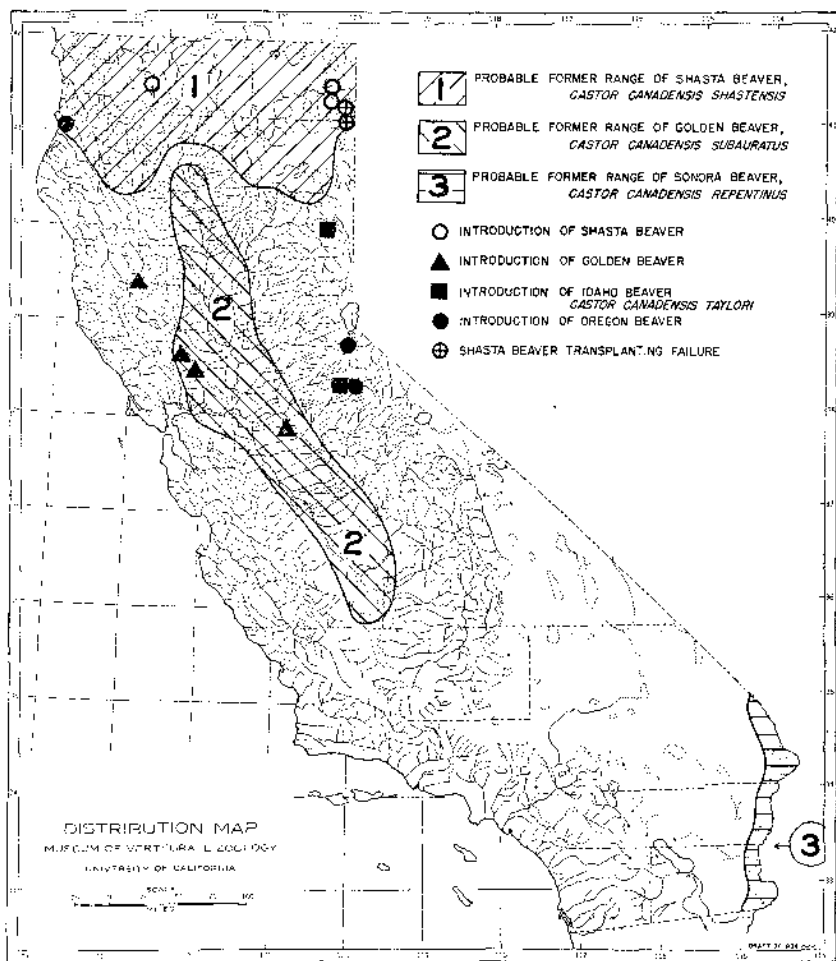 1
PROBABLE FORMER RANGE OF SHASTA BEAVER,
CASTOR CANADENSIS SHASTENSIS
2
PROBABLE FORMER RANGE OF GOLDEN BEAVER,
CASTOR CANADENSIS SUBAURATUS
3
PROBABLE FORMER RANGE OF SONORA BEAVER,
CASTOR CANADENSIS REPENTINUS
INTRODUCTION OF SHASTA BEAVER
INTRODUCTION OF GOLDEN BEAVER
INTRODUCTION OF IDAHO BEAVER
CASTOR CANADENSIS TAYLORI
INTRODUCTION OF OREGON BEAVER
SHASTA BEAVER TRANSPLANTING FAILURE
1
2
2
3
DISTRIBUTION MAP
MUSEUM OF VERTEBRATE ZOOLOGY
UNIVERSITY OF CALIFORNIA
SCALE
MILES